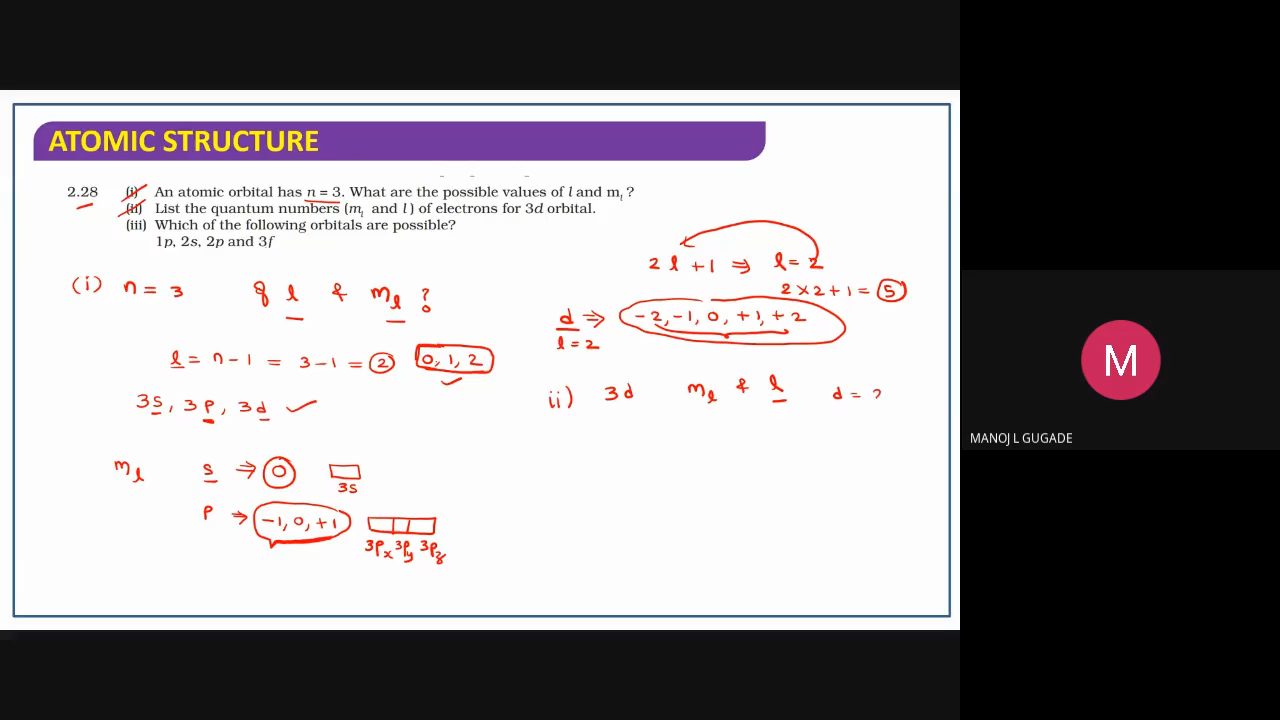 ATOMIC STRUCTURE
2.28 (i) An atomic orbital has n = 3. What are the possible values of l and mₗ ?
(ii) List the quantum numbers (mₗ and l ) of electrons for 3d orbital.
(iii) Which of the following orbitals are possible?
1p, 2s, 2p and 3f
(i) n = 3 l & mₗ ?
l = n - 1 = 3 - 1 = 2 0, 1, 2
3s, 3p, 3d ✓
mₗ s ⇒ 0
3s
p ⇒ -1, 0, +1
3pₓ 3py 3pz
2l + 1 ⇒ l = 2
2 × 2 + 1 = 5
d ⇒ -2, -1, 0, +1, +2
l = 2
ii) 3d mₗ & l d = 2
M
MANOJ L GUGADE